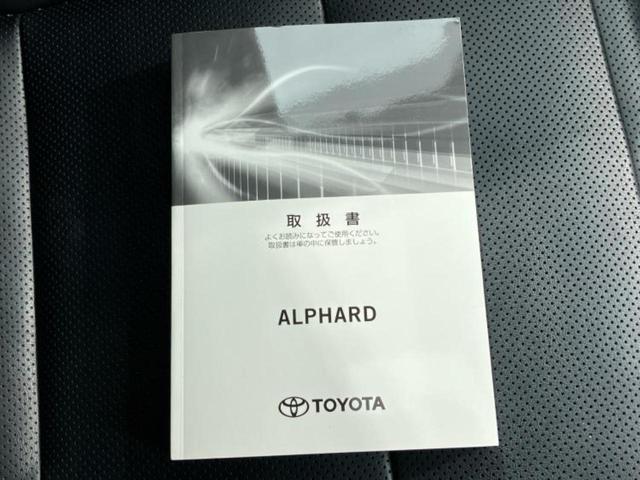 取扱書
よくお読みになってご使用ください。
取扱書は車の中に保管しましょう。
ALPHARD
TOYOTA